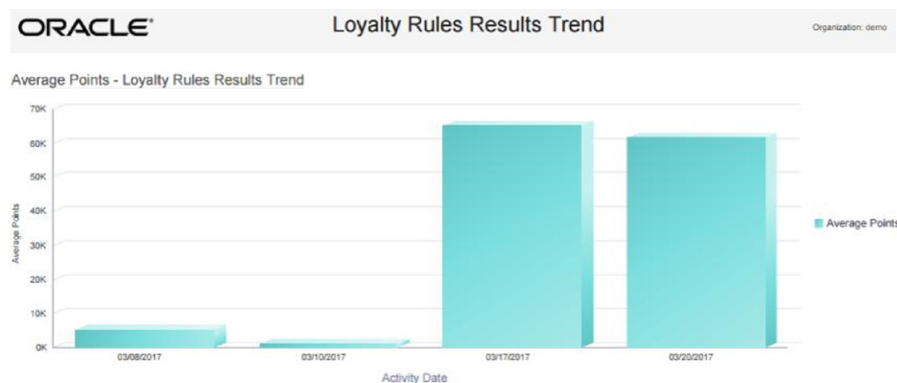 ORACLE®
Loyalty Rules Results Trend
Organization: demo
Average Points - Loyalty Rules Results Trend
70K
60K
50K
40K
30K
20K
10K
0K
Average Points
03/08/2017
03/10/2017
03/17/2017
03/20/2017
Activity Date
Average Points